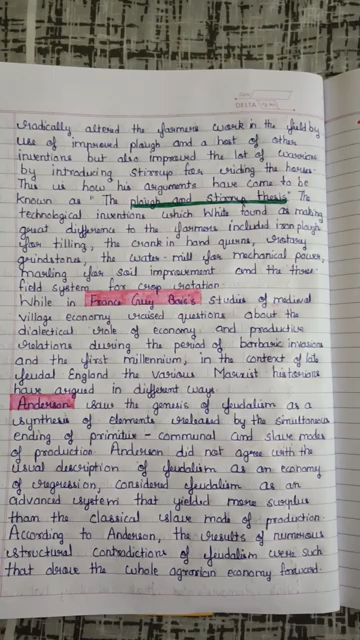 radically altered the farmers work in the field by
use of improved plough and a host of other
inventions but also improved the lot of warriors
by introducing stirrup for riding the horse.
This is how his arguments have come to be
known as "The plough and stirrup thesis" The
technological inventions which White found as making
great difference to the farmers included iron plough
for tilling, the crank in hand querns, rotary
grindstones, the water-mill for mechanical power,
marling for soil improvement and the three
field system for crop rotation.
While in France Guy Bois's studies of medieval
village economy raised questions about the
dialectical role of economy and productive
relations during the period of barbaric invasions
and the first millennium, in the context of late
feudal England the various Marxist historians
have argued in different ways.
Anderson saw the genesis of feudalism as a
synthesis of elements released by the simultaneous
ending of primitive-communal and slave modes
of production. Anderson did not agree with the
usual description of feudalism as an economy
of regression, considered feudalism as an
advanced system that yielded more surplus
than the classical slave mode of production.
According to Anderson, the results of numerous
structural contradictions of feudalism were such
that drove the whole agrarian economy forward.